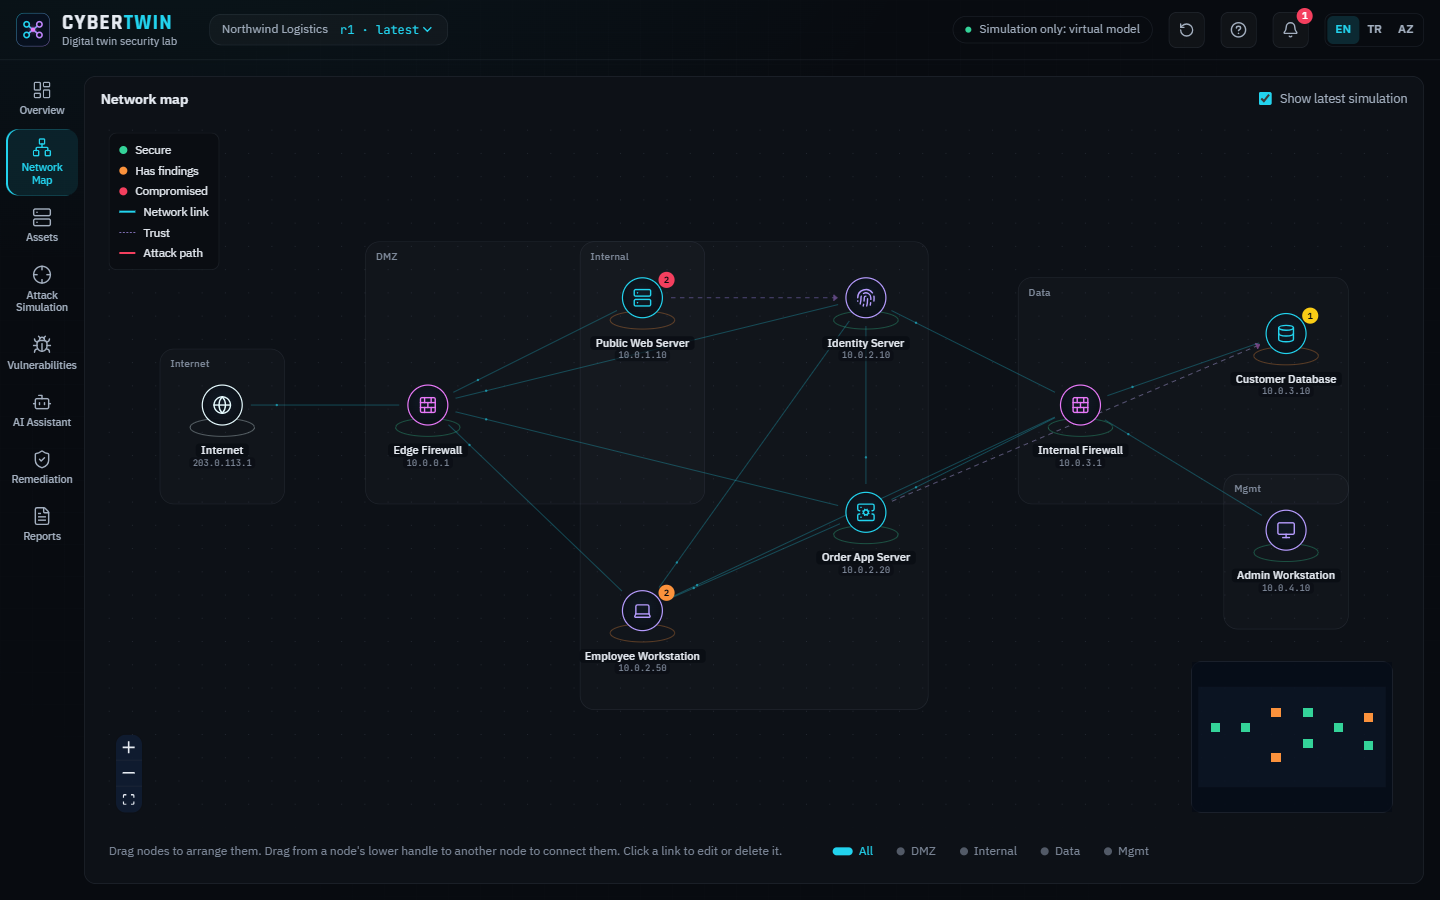 CYBERTWIN
Digital twin security lab
Northwind Logistics r1 · latest
Simulation only: virtual model
1
EN TR AZ
Overview
Network
Map
Assets
Attack
Simulation
Vulnerabilities
AI Assistant
Remediation
Reports
Network map
Show latest simulation
Secure
Has findings
Compromised
Network link
Trust
Attack path
DMZ
Internal
2
Public Web Server
10.0.1.10
Identity Server
10.0.2.10
Data
1
Customer Database
10.0.3.10
Internet
Internet
203.0.113.1
Edge Firewall
10.0.0.1
Internal Firewall
10.0.3.1
Mgmt
Order App Server
10.0.2.20
Admin Workstation
10.0.4.10
2
Employee Workstation
10.0.2.50
Drag nodes to arrange them. Drag from a node's lower handle to another node to connect them. Click a link to edit or delete it.
All DMZ Internal Data Mgmt